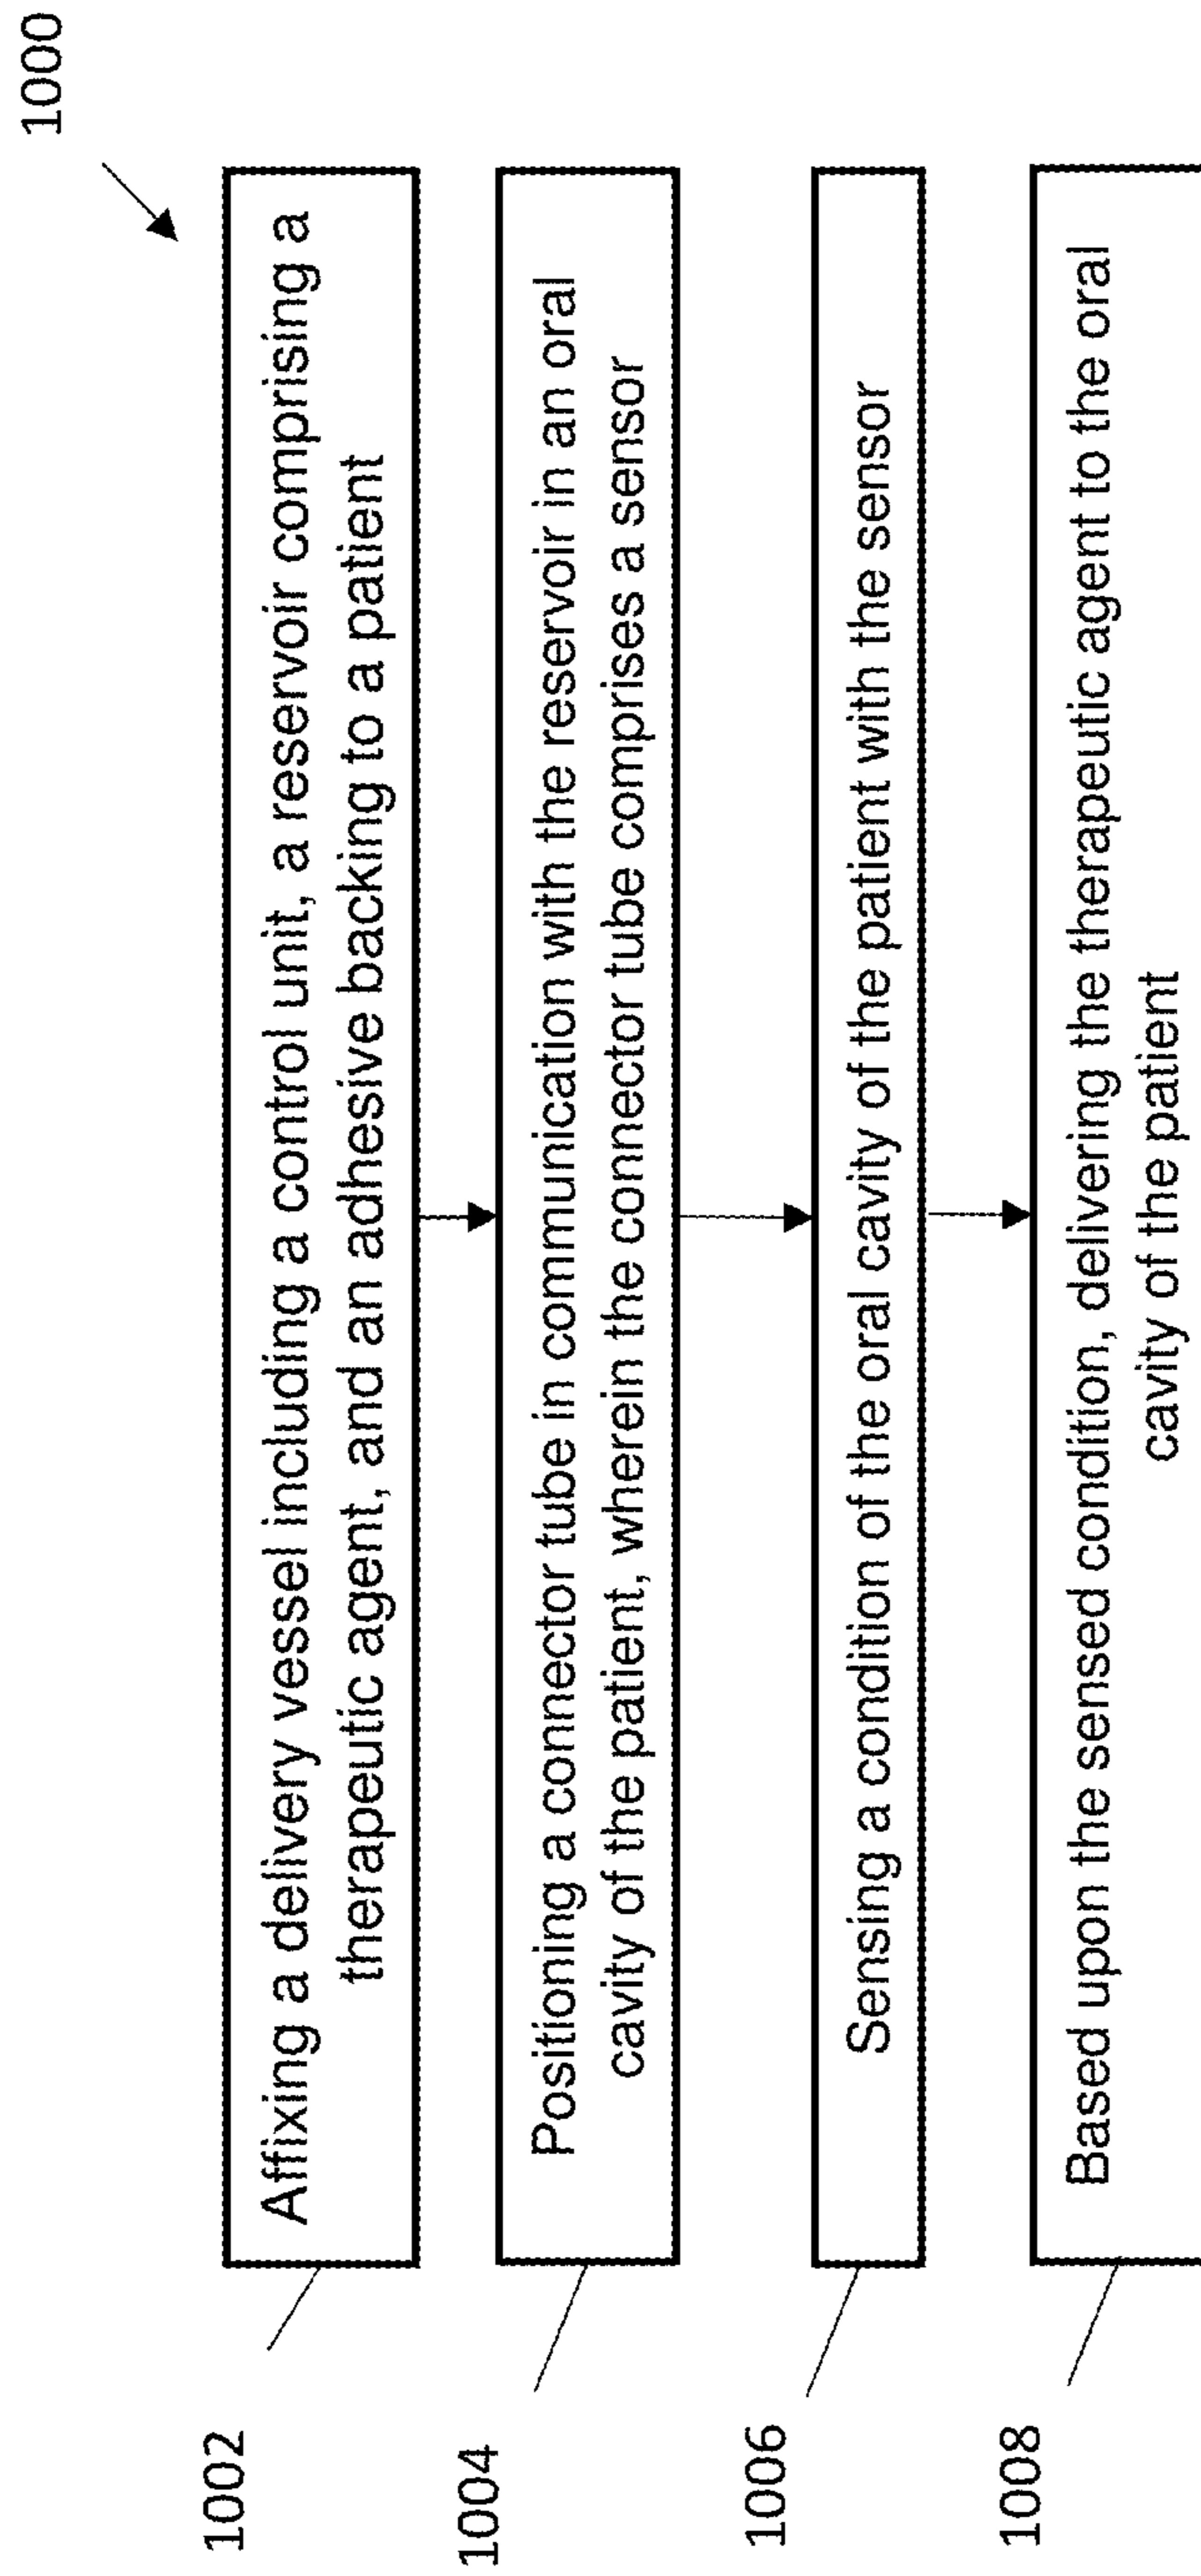 1000
1002
Affixing a delivery vessel including a control unit, a reservoir comprising a
therapeutic agent, and an adhesive backing to a patient
1004
Positioning a connector tube in communication with the reservoir in an oral
cavity of the patient, wherein the connector tube comprises a sensor
1006
Sensing a condition of the oral cavity of the patient with the sensor
1008
Based upon the sensed condition, delivering the therapeutic agent to the oral
cavity of the patient